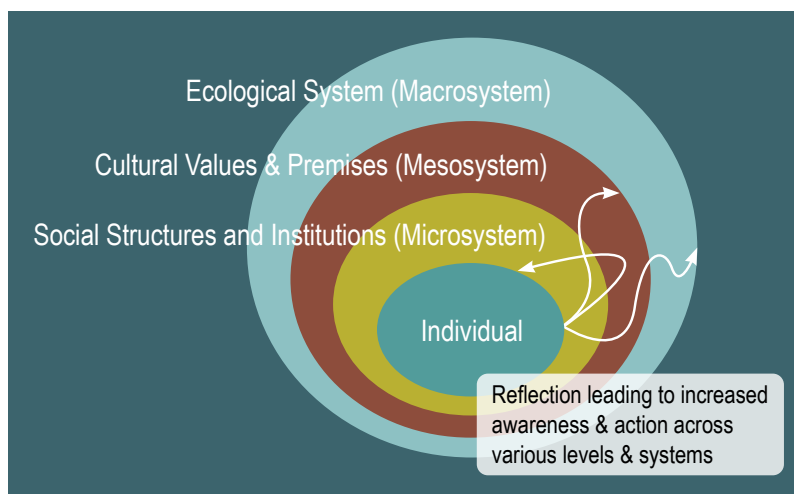 Ecological System (Macrosystem)
Cultural Values & Premises (Mesosystem)
Social Structures and Institutions (Microsystem)
Individual
Reflection leading to increased
awareness & action across
various levels & systems